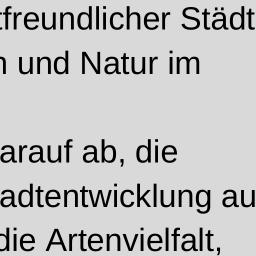 tfreundlicher Städt
n und Natur im
arauf ab, die
adtentwicklung au
die Artenvielfalt,